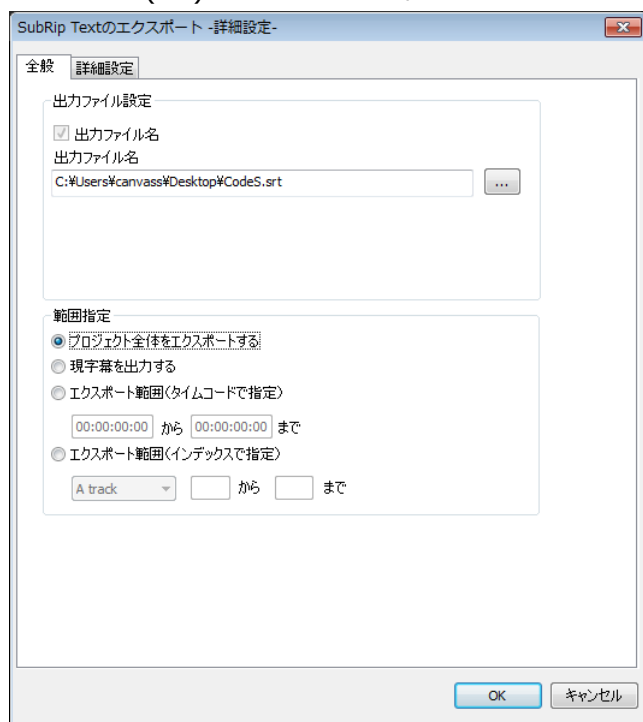 SubRip Textのエクスポート -詳細設定-
全般 詳細設定
出力ファイル設定
出力ファイル名
出力ファイル名
C:¥Users¥canvass¥Desktop¥CodeS.srt ...
範囲指定
プロジェクト全体をエクスポートする
現字幕を出力する
エクスポート範囲(タイムコードで指定)
00:00:00:00 から 00:00:00:00 まで
エクスポート範囲(インデックスで指定)
A track から まで
OK キャンセル